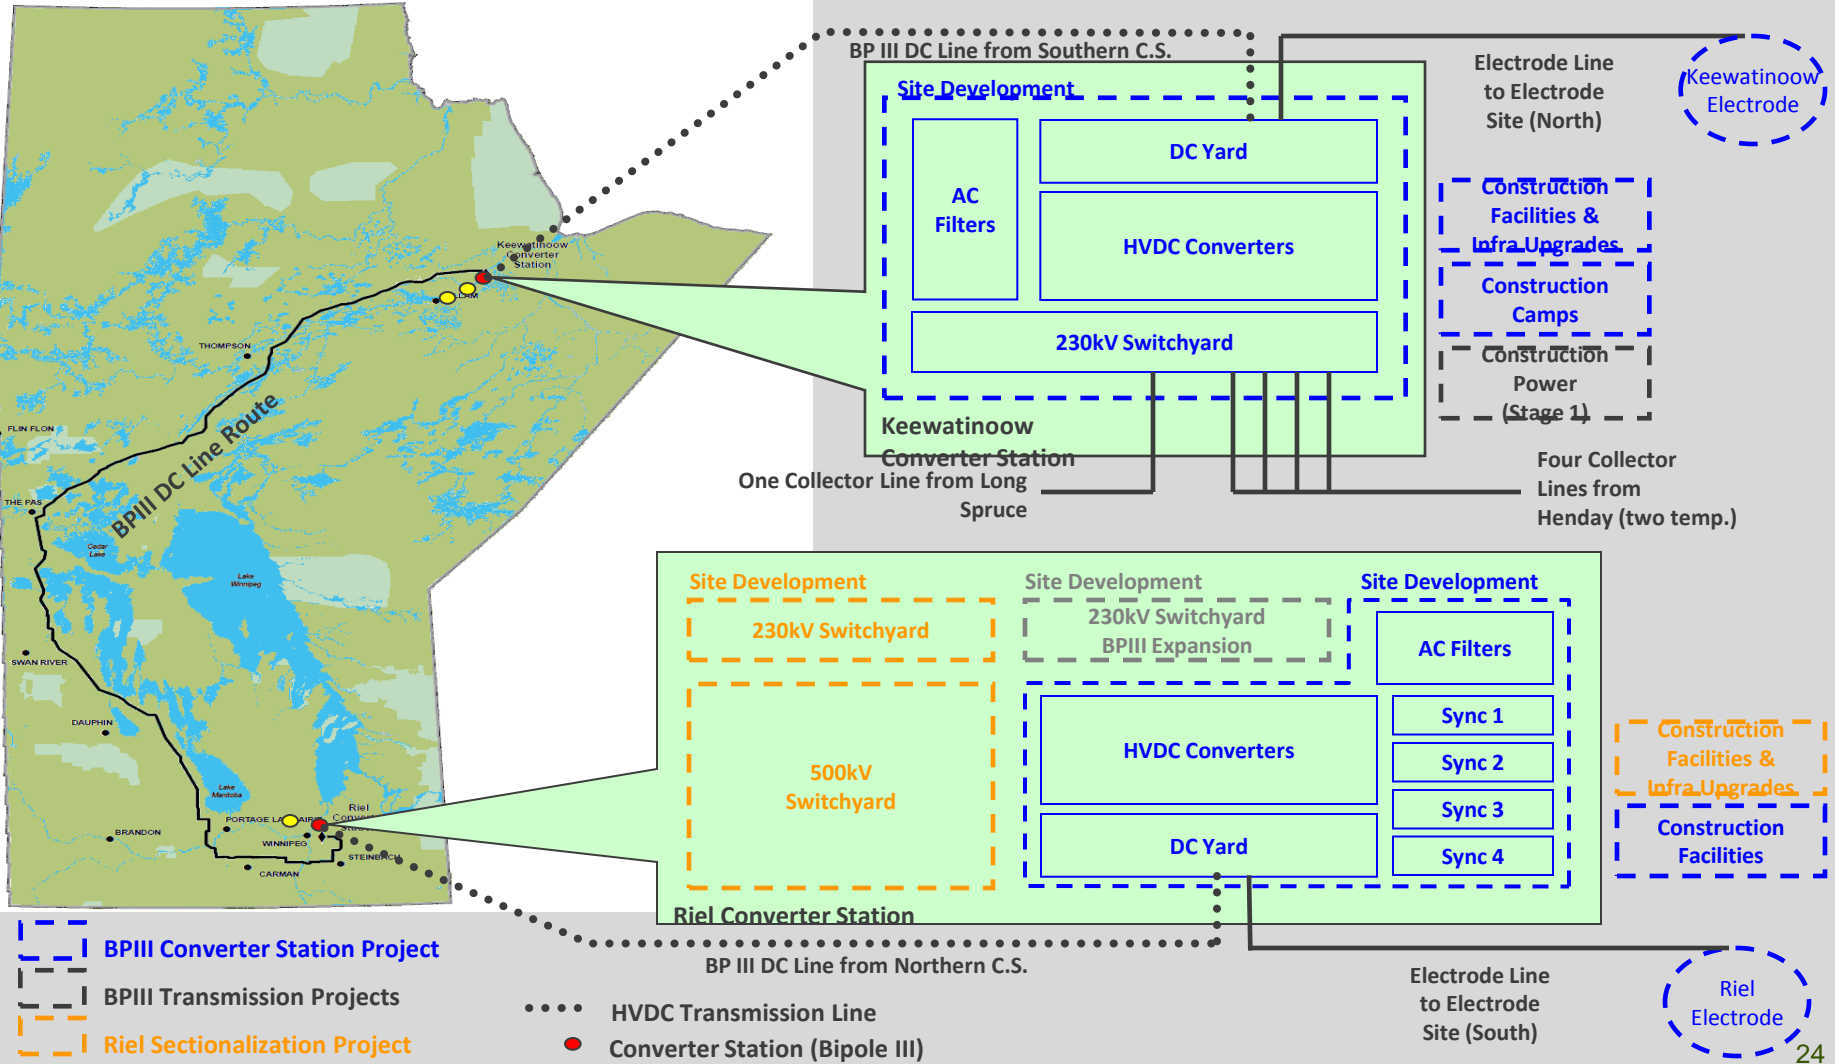 BP III DC Line from Southern C.S.
Site Development
AC
Filters
DC Yard
HVDC Converters
230kV Switchyard
Keewatinoow
Converter Station
Electrode Line
to Electrode
Site (North)
Keewatinoow
Electrode
Construction
Facilities &
Infra Upgrades
Construction
Camps
Construction
Power
(Stage 1)
One Collector Line from Long
Spruce
Four Collector
Lines from
Henday (two temp.)
Keewatinoow
Converter
Station
LLAM
THOMPSON
FLIN FLON
BPIII DC Line Route
THE PAS
Cedar
Lake
Lake
Winnipeg
SWAN RIVER
DAUPHIN
Lake
Manitoba
Riel
PORTAGE LA
BRANDON
WINNIPEG
STEINBACH
CARMAN
Site Development
230kV Switchyard
500kV
Switchyard
Site Development
230kV Switchyard
BPIII Expansion
Site Development
AC Filters
HVDC Converters
Sync 1
Sync 2
Sync 3
Sync 4
DC Yard
Riel Converter Station
Construction
Facilities &
Infra Upgrades
Construction
Facilities
BP III DC Line from Northern C.S.
Electrode Line
to Electrode
Site (South)
Riel
Electrode
BPIII Converter Station Project
BPIII Transmission Projects
Riel Sectionalization Project
HVDC Transmission Line
Converter Station (Bipole III)
24